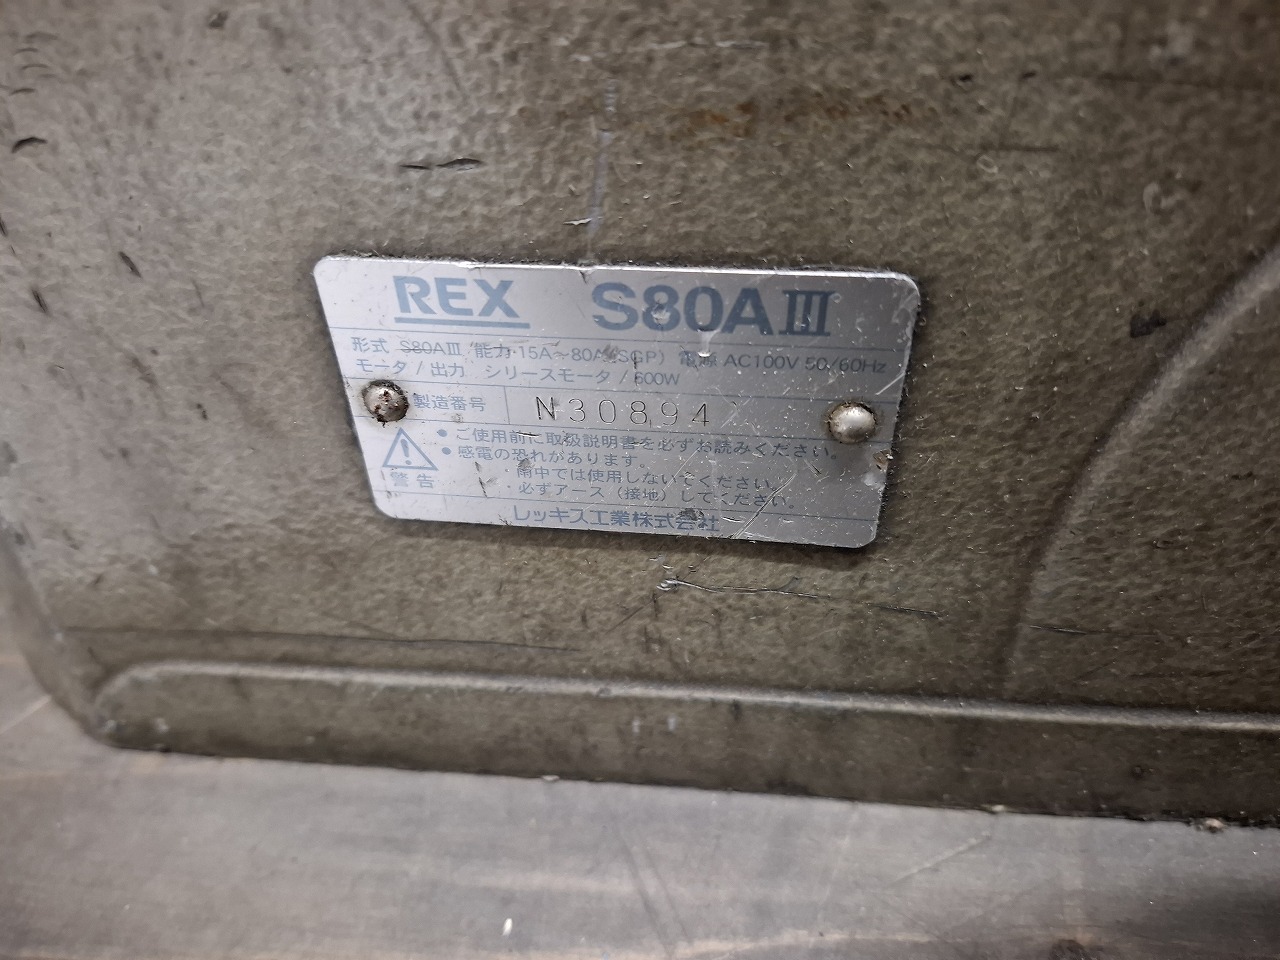 REX S80AⅢ
形式 S80AⅢ 能力 15A~80A(SGP) 電源 AC100V 50/60Hz
モータ/出力 シリースモータ/600W
製造番号 N30894
警告
● ご使用前に取扱説明書を必ずお読みください。
● 感電の恐れがあります。
・雨中では使用しないでください。
・必ずアース(接地)してください。
レッキス工業株式会社